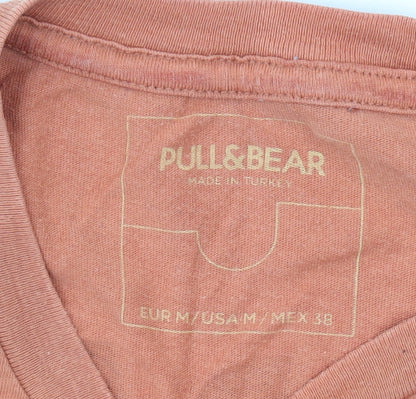 PULL&BEAR
MADE IN TURKEY
EUR M / USA M / MEX 38